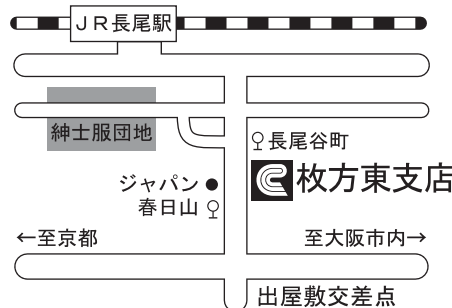 ＪＲ長尾駅
紳士服団地
長尾谷町
枚方東支店
ジャパン
春日山
←至京都
至大阪市内→
出屋敷交差点